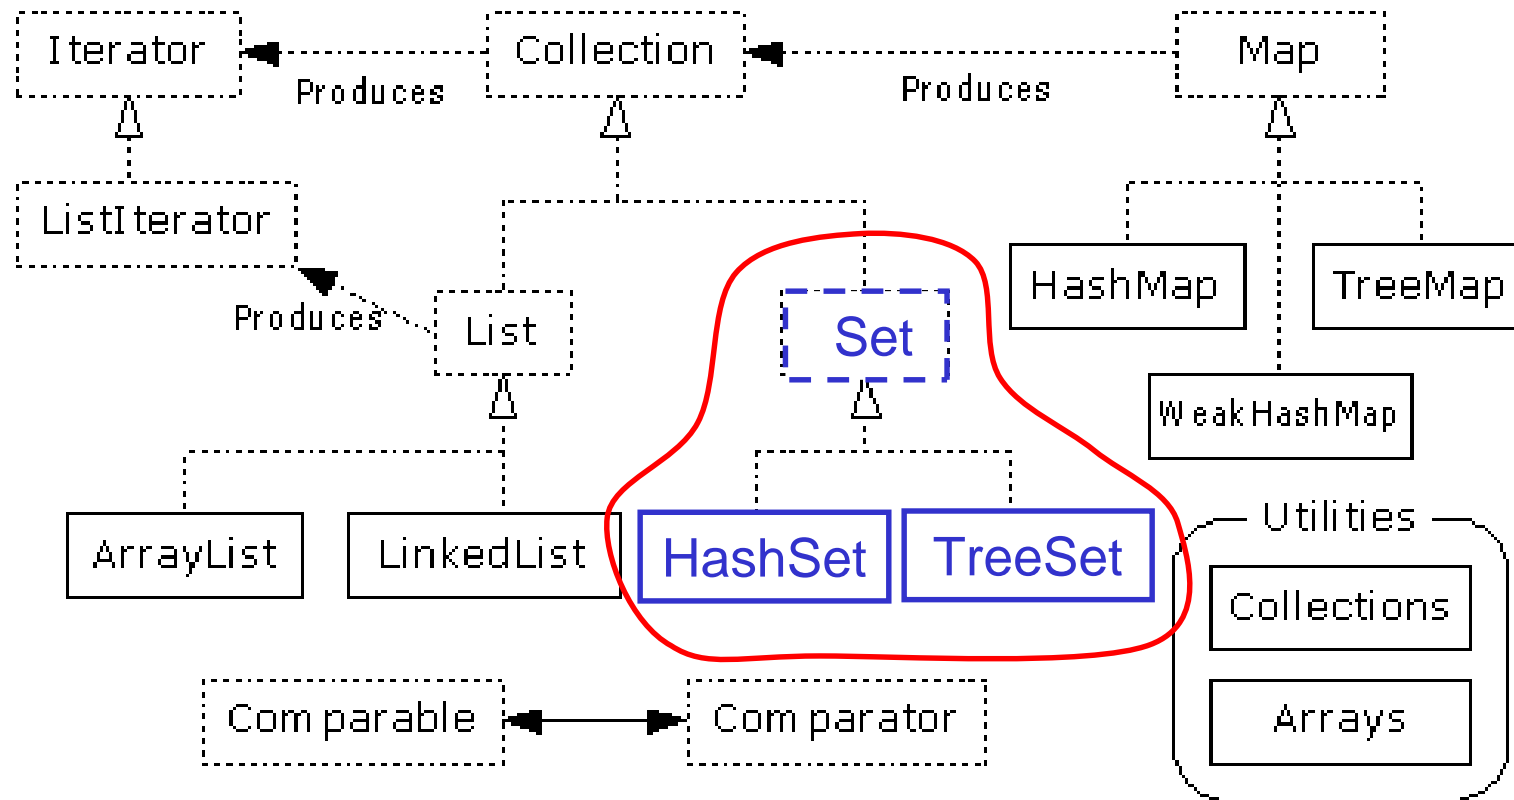 Iterator
Collection
Map
Produces
Produces
ListIterator
HashMap
TreeMap
Produces
List
Set
WeakHashMap
ArrayList
LinkedList
HashSet
TreeSet
Utilities
Collections
Comparable
Comparator
Arrays